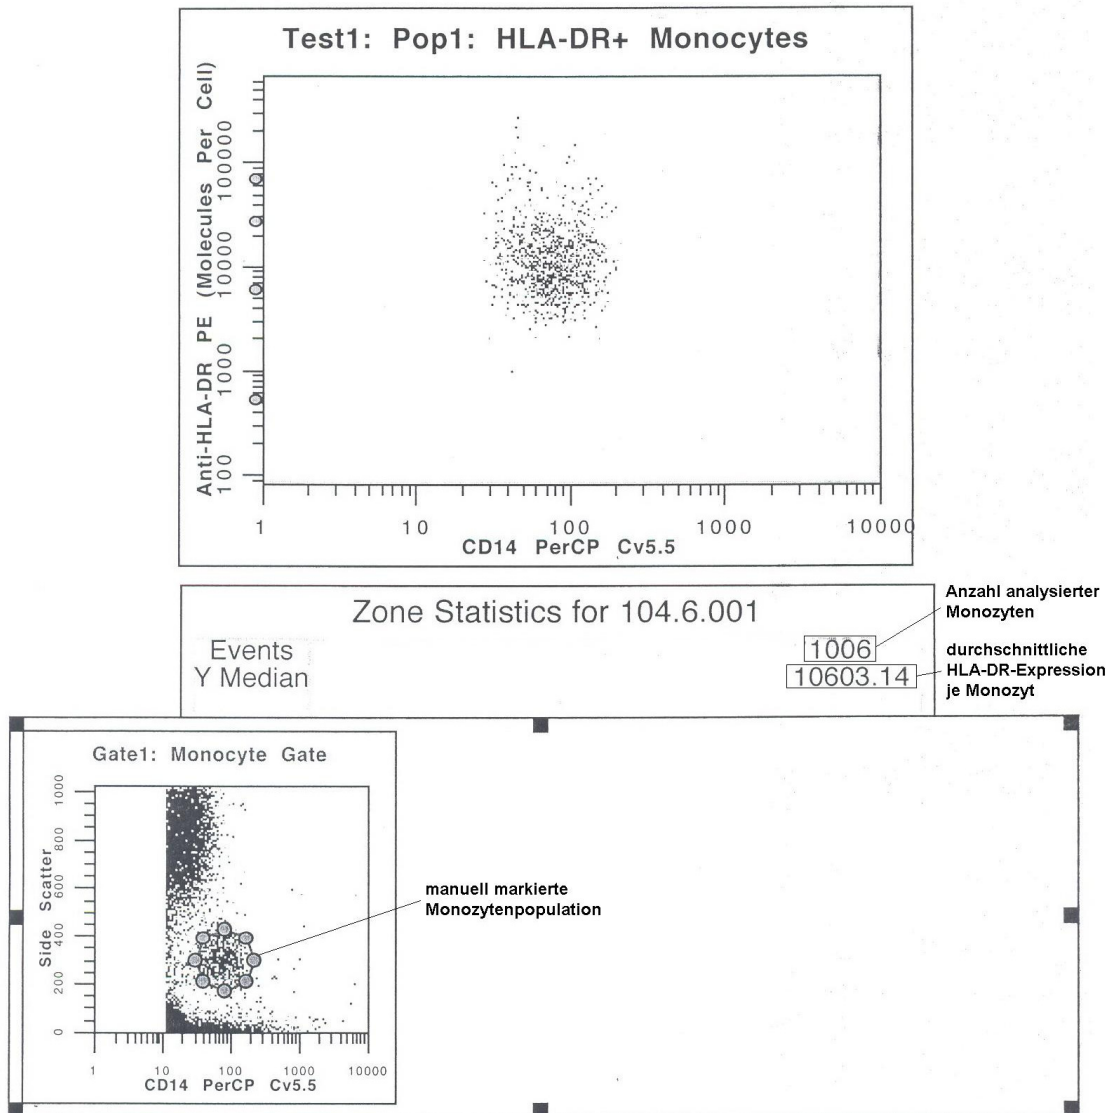 Test1: Pop1: HLA-DR+ Monocytes
Anti-HLA-DR PE (Molecules Per Cell)
100000
10000
1000
100
1 10 100 1000 10000
CD14 PerCP Cv5.5
Zone Statistics for 104.6.001
Events 1006
Y Median 10603.14
Anzahl analysierter
Monozyten
durchschnittliche
HLA-DR-Expression
je Monozyt
Gate1: Monocyte Gate
Side Scatter
1000
800
600
400
200
0
1 10 100 1000 10000
CD14 PerCP Cv5.5
manuell markierte
Monozytenpopulation